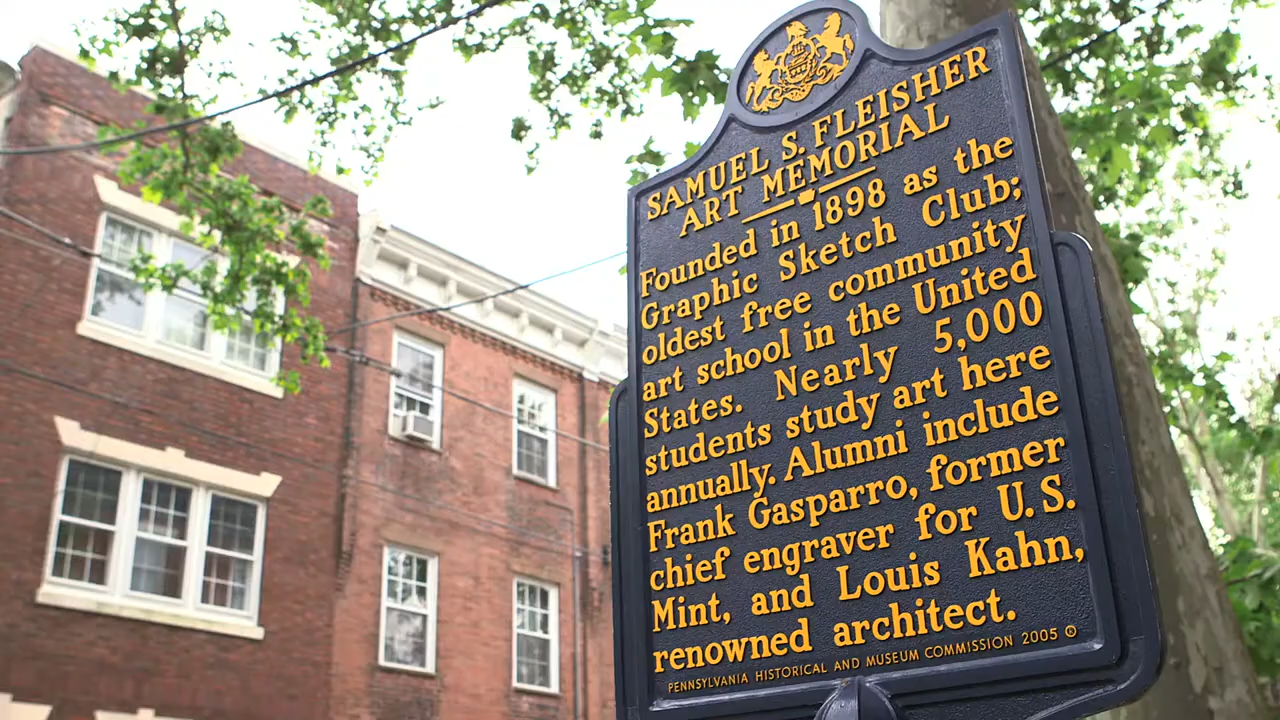 SAMUEL S. FLEISHER
ART MEMORIAL
Founded in 1898 as the
Graphic Sketch Club;
oldest free community
art school in the United
States. Nearly 5,000
students study art here
annually. Alumni include
Frank Gasparro, former
chief engraver for U.S.
Mint, and Louis Kahn,
renowned architect.
PENNSYLVANIA HISTORICAL AND MUSEUM COMMISSION 2005 ®